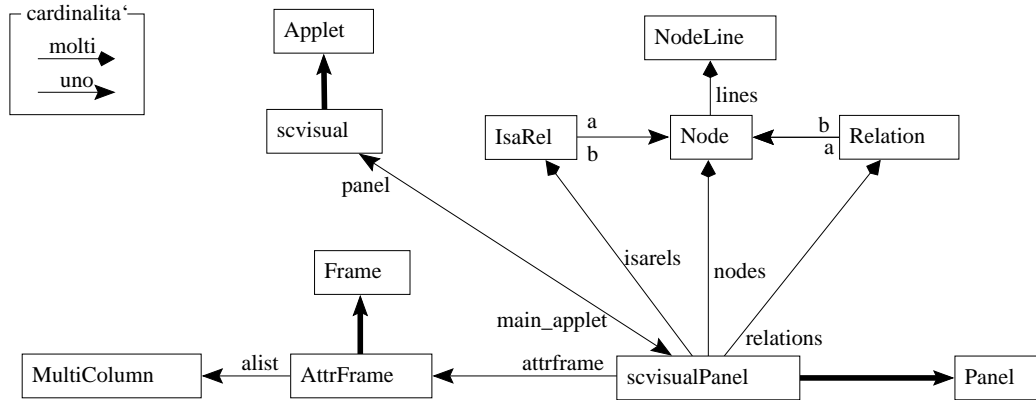 cardinalita‘
molti
uno
Applet
NodeLine
lines
scvisual
IsaRel
a
b
Node
b
a
Relation
panel
isarels
nodes
Frame
main_applet
relations
MultiColumn
alist
AttrFrame
attrframe
scvisualPanel
Panel